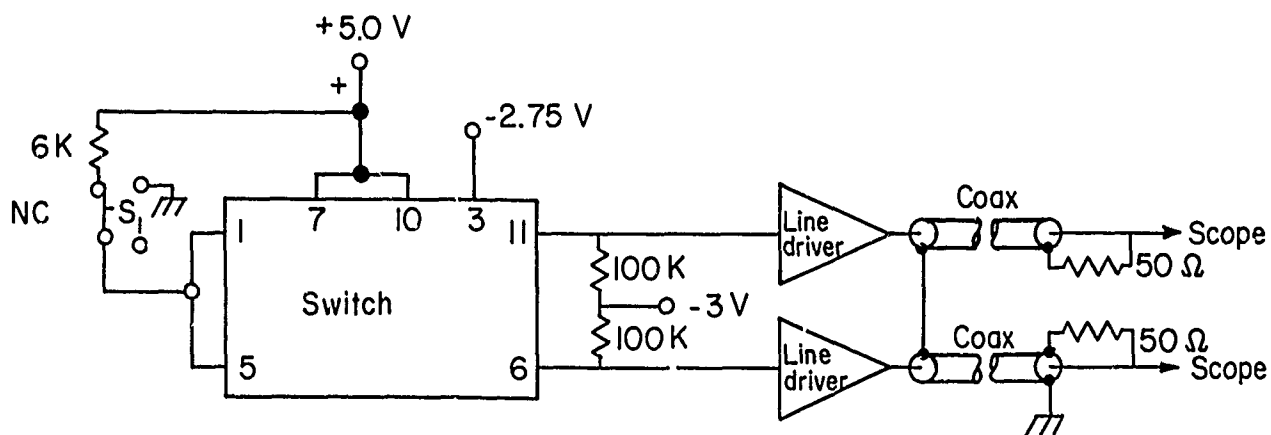 +5.0 V
+
-2.75 V
6K
NC
S1
1
7
10
3
11
Switch
5
6
100 K
-3 V
100 K
Line
driver
Coax
Scope
50 Ω
Line
driver
Coax
50 Ω
Scope